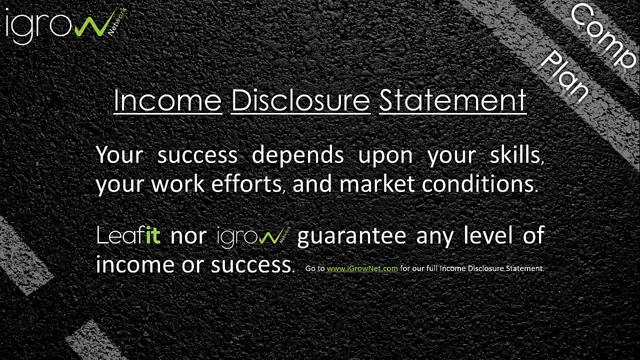 igrow
Network
Comp
Plan
Income Disclosure Statement
Your success depends upon your skills,
your work efforts, and market conditions.
Leafit nor igrow guarantee any level of
income or success. Go to www.iGrowNet.com for our full Income Disclosure Statement.